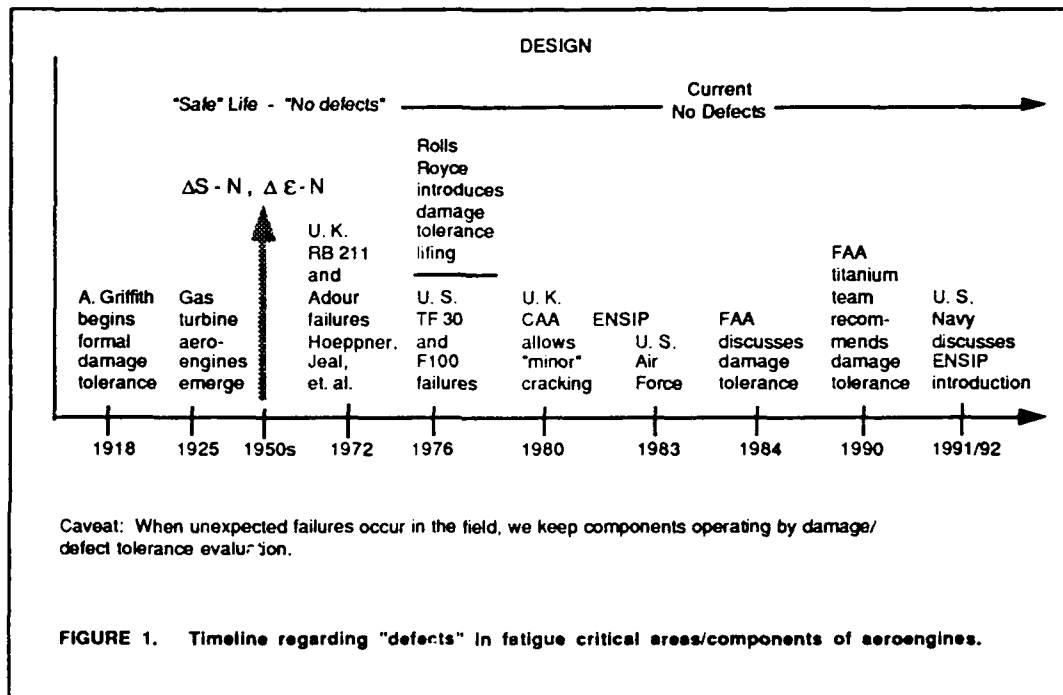 DESIGN
"Safe" Life - "No defects"
Current
No Defects
ΔS - N, Δ Ɛ-N
A. Griffith
begins
formal
damage
tolerance
Gas
turbine
aero-
engines
emerge
U. K.
RB 211
and
Adour
failures
Hoeppner,
Jeal,
et. al.
Rolls
Royce
introduces
damage
tolerance
lifing
U. S.
TF 30
and
F100
failures
U. K.
CAA
allows
"minor"
cracking
ENSIP
U. S.
Air
Force
FAA
discusses
damage
tolerance
FAA
titanium
team
recom-
mends
damage
tolerance
U. S.
Navy
discusses
ENSIP
introduction
1918 1925 1950s 1972 1976 1980 1983 1984 1990 1991/92
Caveat: When unexpected failures occur in the field, we keep components operating by damage/
defect tolerance evaluation.
FIGURE 1. Timeline regarding "defects" in fatigue critical areas/components of aeroengines.